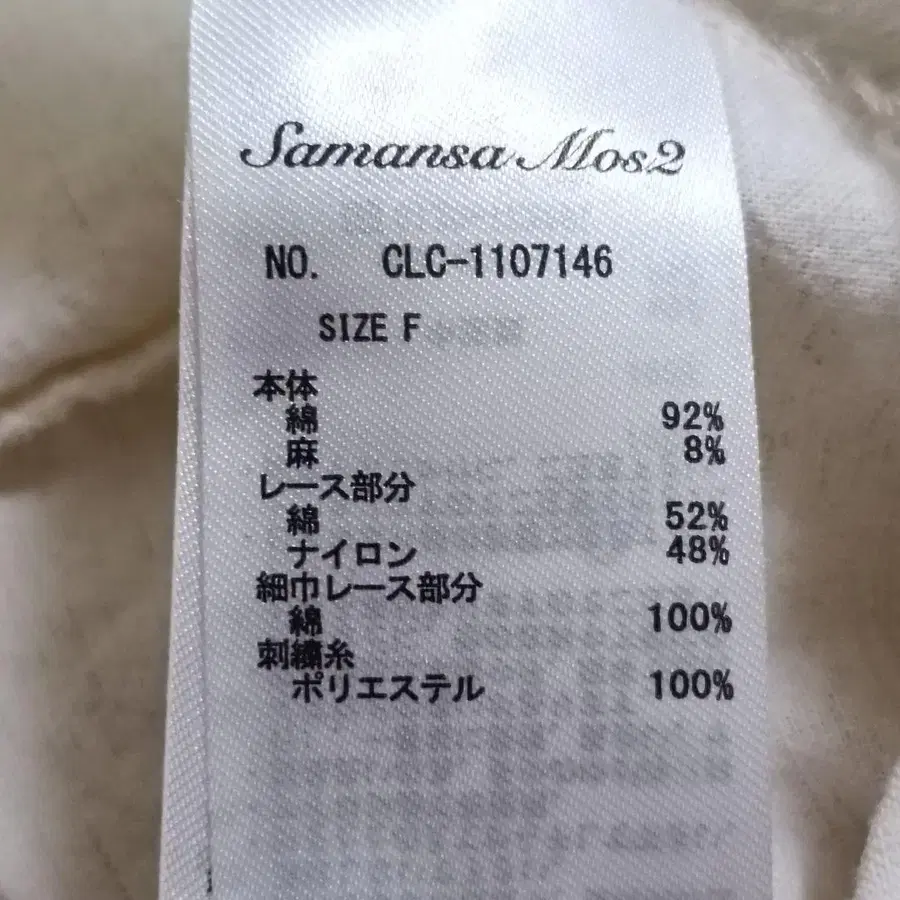 Samansa Mos2
NO. CLC-1107146
SIZE F
本体
綿 92%
麻 8%
レース部分
綿 52%
ナイロン 48%
細巾レース部分
綿 100%
刺繍糸
ポリエステル 100%